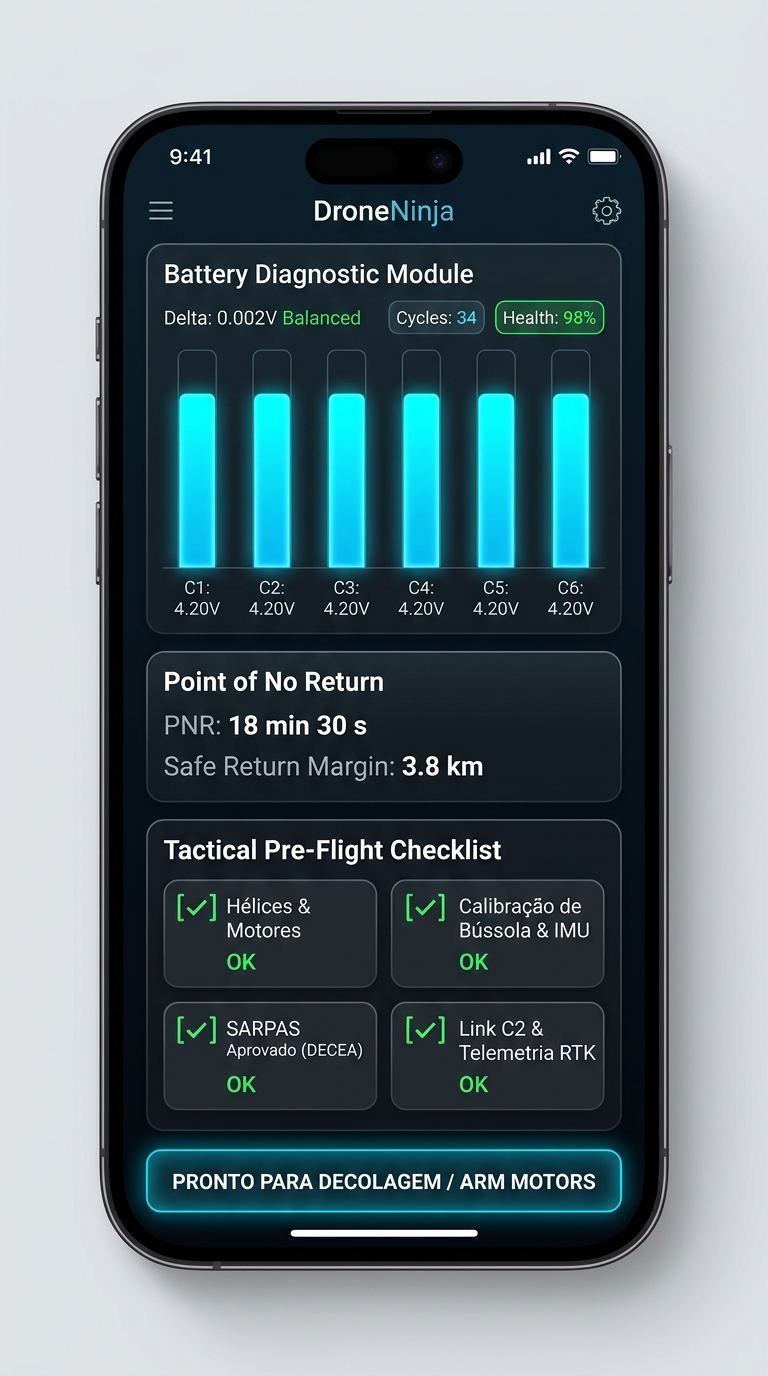 9:41
DroneNinja
Battery Diagnostic Module
Delta: 0.002V Balanced Cycles: 34 Health: 98%
C1: C2: C3: C4: C5: C6:
4.20V 4.20V 4.20V 4.20V 4.20V 4.20V
Point of No Return
PNR: 18 min 30 s
Safe Return Margin: 3.8 km
Tactical Pre-Flight Checklist
Hélices &
Motores
OK
Calibração de
Bússola & IMU
OK
SARPAS
Aprovado (DECEA)
OK
Link C2 &
Telemetria RTK
OK
PRONTO PARA DECOLAGEM / ARM MOTORS